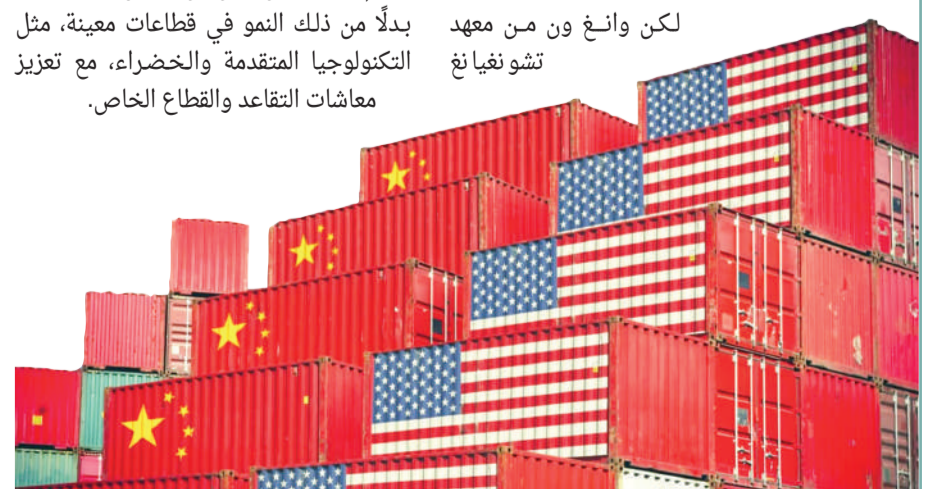 لكن وانغ ون من معهد
تشونغيانغ
بدلًا من ذلك النمو في قطاعات معينة، مثل
التكنولوجيا المتقدمة والخضراء، مع تعزيز
معاشات التقاعد والقطاع الخاص.